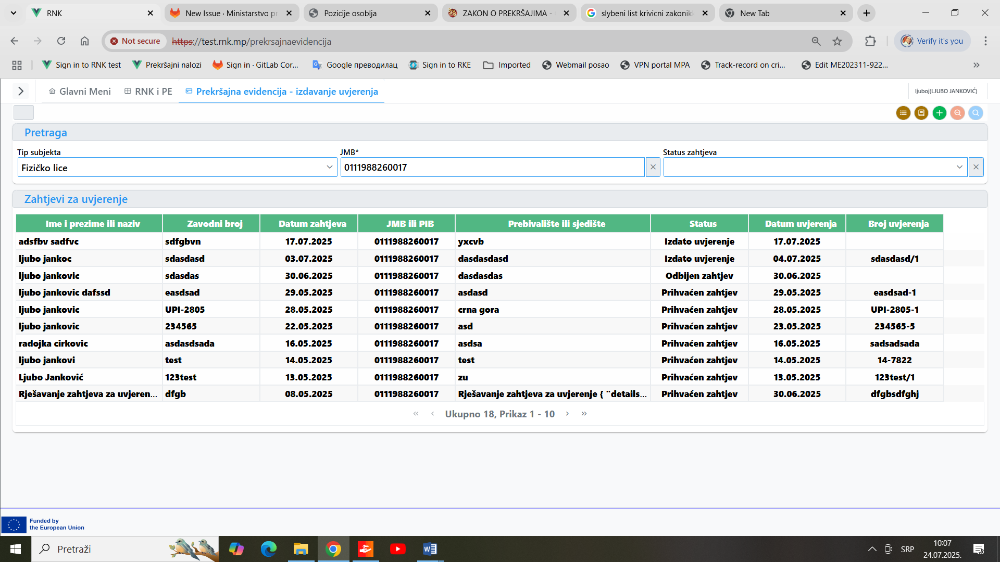 RNK
New Issue · Ministarstvo pr
Pozicije osoblja
ZAKON O PREKRŠAJIMA -
slybeni list krivicni zakonikk
New Tab
Not secure
https://test.rnk.mp/prekrsajnaevidencija
Verify it's you
Sign in to RNK test
Prekršajni nalozi
Sign in · GitLab Cor...
Google преводилац
Sign in to RKE
Imported
Webmail posao
VPN portal MPA
Track-record on cri...
Edit ME202311-922...
Glavni Meni
RNK i PE
Prekršajna evidencija - izdavanje uvjerenja
ljuboj(LJUBO JANKOVIĆ)
Pretraga
Tip subjekta JMB* Status zahtjeva
Fizičko lice 0111988260017
Zahtjevi za uvjerenje
Ime i prezime ili naziv Zavodni broj Datum zahtjeva JMB ili PIB Prebivalište ili sjedište Status Datum uvjerenja Broj uvjerenja
adsfbv sadfvc sdfgbvn 17.07.2025 0111988260017 yxcvb Izdato uvjerenje 17.07.2025
ljubo jankoc sdasdasd 03.07.2025 0111988260017 dasdasdasd Izdato uvjerenje 04.07.2025 sdasdasd/1
ljubo jankovic sdasdas 30.06.2025 0111988260017 dasdasdas Odbijen zahtjev 30.06.2025
ljubo jankovic dafssd easdsad 29.05.2025 0111988260017 asdasd Prihvaćen zahtjev 29.05.2025 easdsad-1
ljubo jankovic UPI-2805 28.05.2025 0111988260017 crna gora Prihvaćen zahtjev 28.05.2025 UPI-2805-1
ljubo jankovic 234565 22.05.2025 0111988260017 asd Prihvaćen zahtjev 23.05.2025 234565-5
radojka cirkovic asdasdsada 16.05.2025 0111988260017 asdsa Prihvaćen zahtjev 16.05.2025 sadsadsada
ljubo jankovi test 14.05.2025 0111988260017 test Prihvaćen zahtjev 14.05.2025 14-7822
Ljubo Janković 123test 13.05.2025 0111988260017 zu Prihvaćen zahtjev 13.05.2025 123test/1
Rješavanje zahtjeva za uvjeren... dfgb 08.05.2025 0111988260017 Rješavanje zahtjeva za uvjerenje { ¨details... Prihvaćen zahtjev 30.06.2025 dfgbsdfghj
Ukupno 18, Prikaz 1 - 10
Funded by
the European Union
Pretraži
SRP
10:07
24.07.2025.